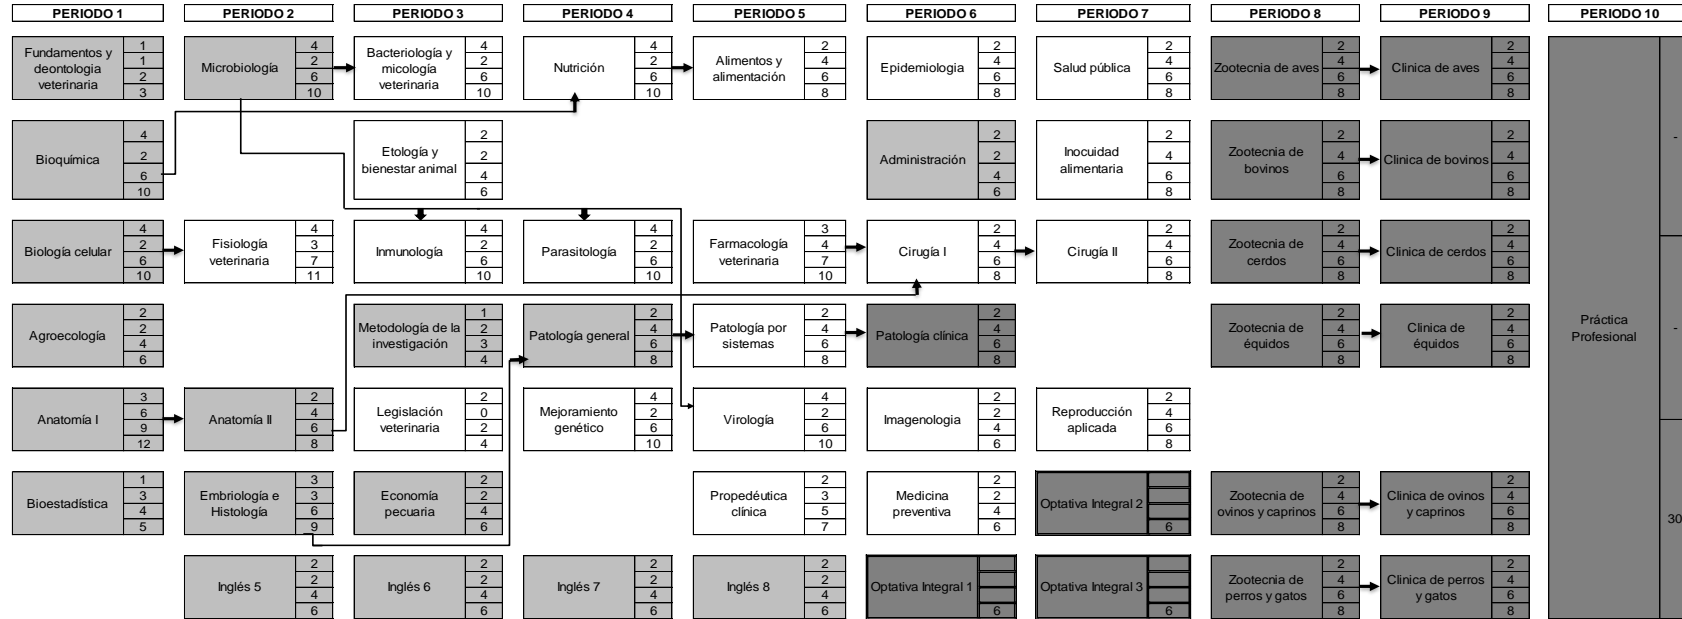 PERIODO 1
PERIODO 2
PERIODO 3
PERIODO 4
PERIODO 5
PERIODO 6
PERIODO 7
PERIODO 8
PERIODO 9
PERIODO 10
Fundamentos y
deontologia
veterinaria
1
1
2
3
Microbiología
4
2
6
10
Bacteriología y
micología
veterinaria
4
2
6
10
Nutrición
4
2
6
10
Alimentos y
alimentación
2
4
6
8
Epidemiologia
2
4
6
8
Salud pública
2
4
6
8
Zootecnia de aves
2
4
6
8
Clinica de aves
2
4
6
8
Bioquímica
4
2
6
10
Etología y
bienestar animal
2
2
4
6
Administración
2
2
4
6
Inocuidad
alimentaria
2
4
6
8
Zootecnia de
bovinos
2
4
6
8
Clinica de bovinos
2
4
6
8
Biología celular
4
2
6
10
Fisiología
veterinaria
4
3
7
11
Inmunología
4
2
6
10
Parasitología
4
2
6
10
Farmacología
veterinaria
3
4
7
10
Cirugía I
2
4
6
8
Cirugía II
2
4
6
8
Zootecnia de
cerdos
2
4
6
8
Clinica de cerdos
2
4
6
8
Agroecología
2
2
4
6
Metodología de la
investigación
1
2
3
4
Patología general
2
4
6
8
Patología por
sistemas
2
4
6
8
Patología clínica
2
4
6
8
Zootecnia de
équidos
2
4
6
8
Clinica de
équidos
2
4
6
8
Anatomía I
3
6
9
12
Anatomía II
2
4
6
8
Legislación
veterinaria
2
0
2
4
Mejoramiento
genético
4
2
6
10
Virología
4
2
6
10
Imagenologia
2
2
4
6
Reproducción
aplicada
2
4
6
8
Bioestadística
1
3
4
5
Embriología e
Histología
3
3
6
9
Economía
pecuaria
2
2
4
6
Propedéutica
clínica
2
3
5
7
Medicina
preventiva
2
2
4
6
Optativa Integral 2
6
Zootecnia de
ovinos y caprinos
2
4
6
8
Clinica de ovinos
y caprinos
2
4
6
8
Inglés 5
2
2
4
6
Inglés 6
2
2
4
6
Inglés 7
2
2
4
6
Inglés 8
2
2
4
6
Optativa Integral 1
6
Optativa Integral 3
6
Zootecnia de
perros y gatos
2
4
6
8
Clinica de perros
y gatos
2
4
6
8
Práctica
Profesional
-
-
30